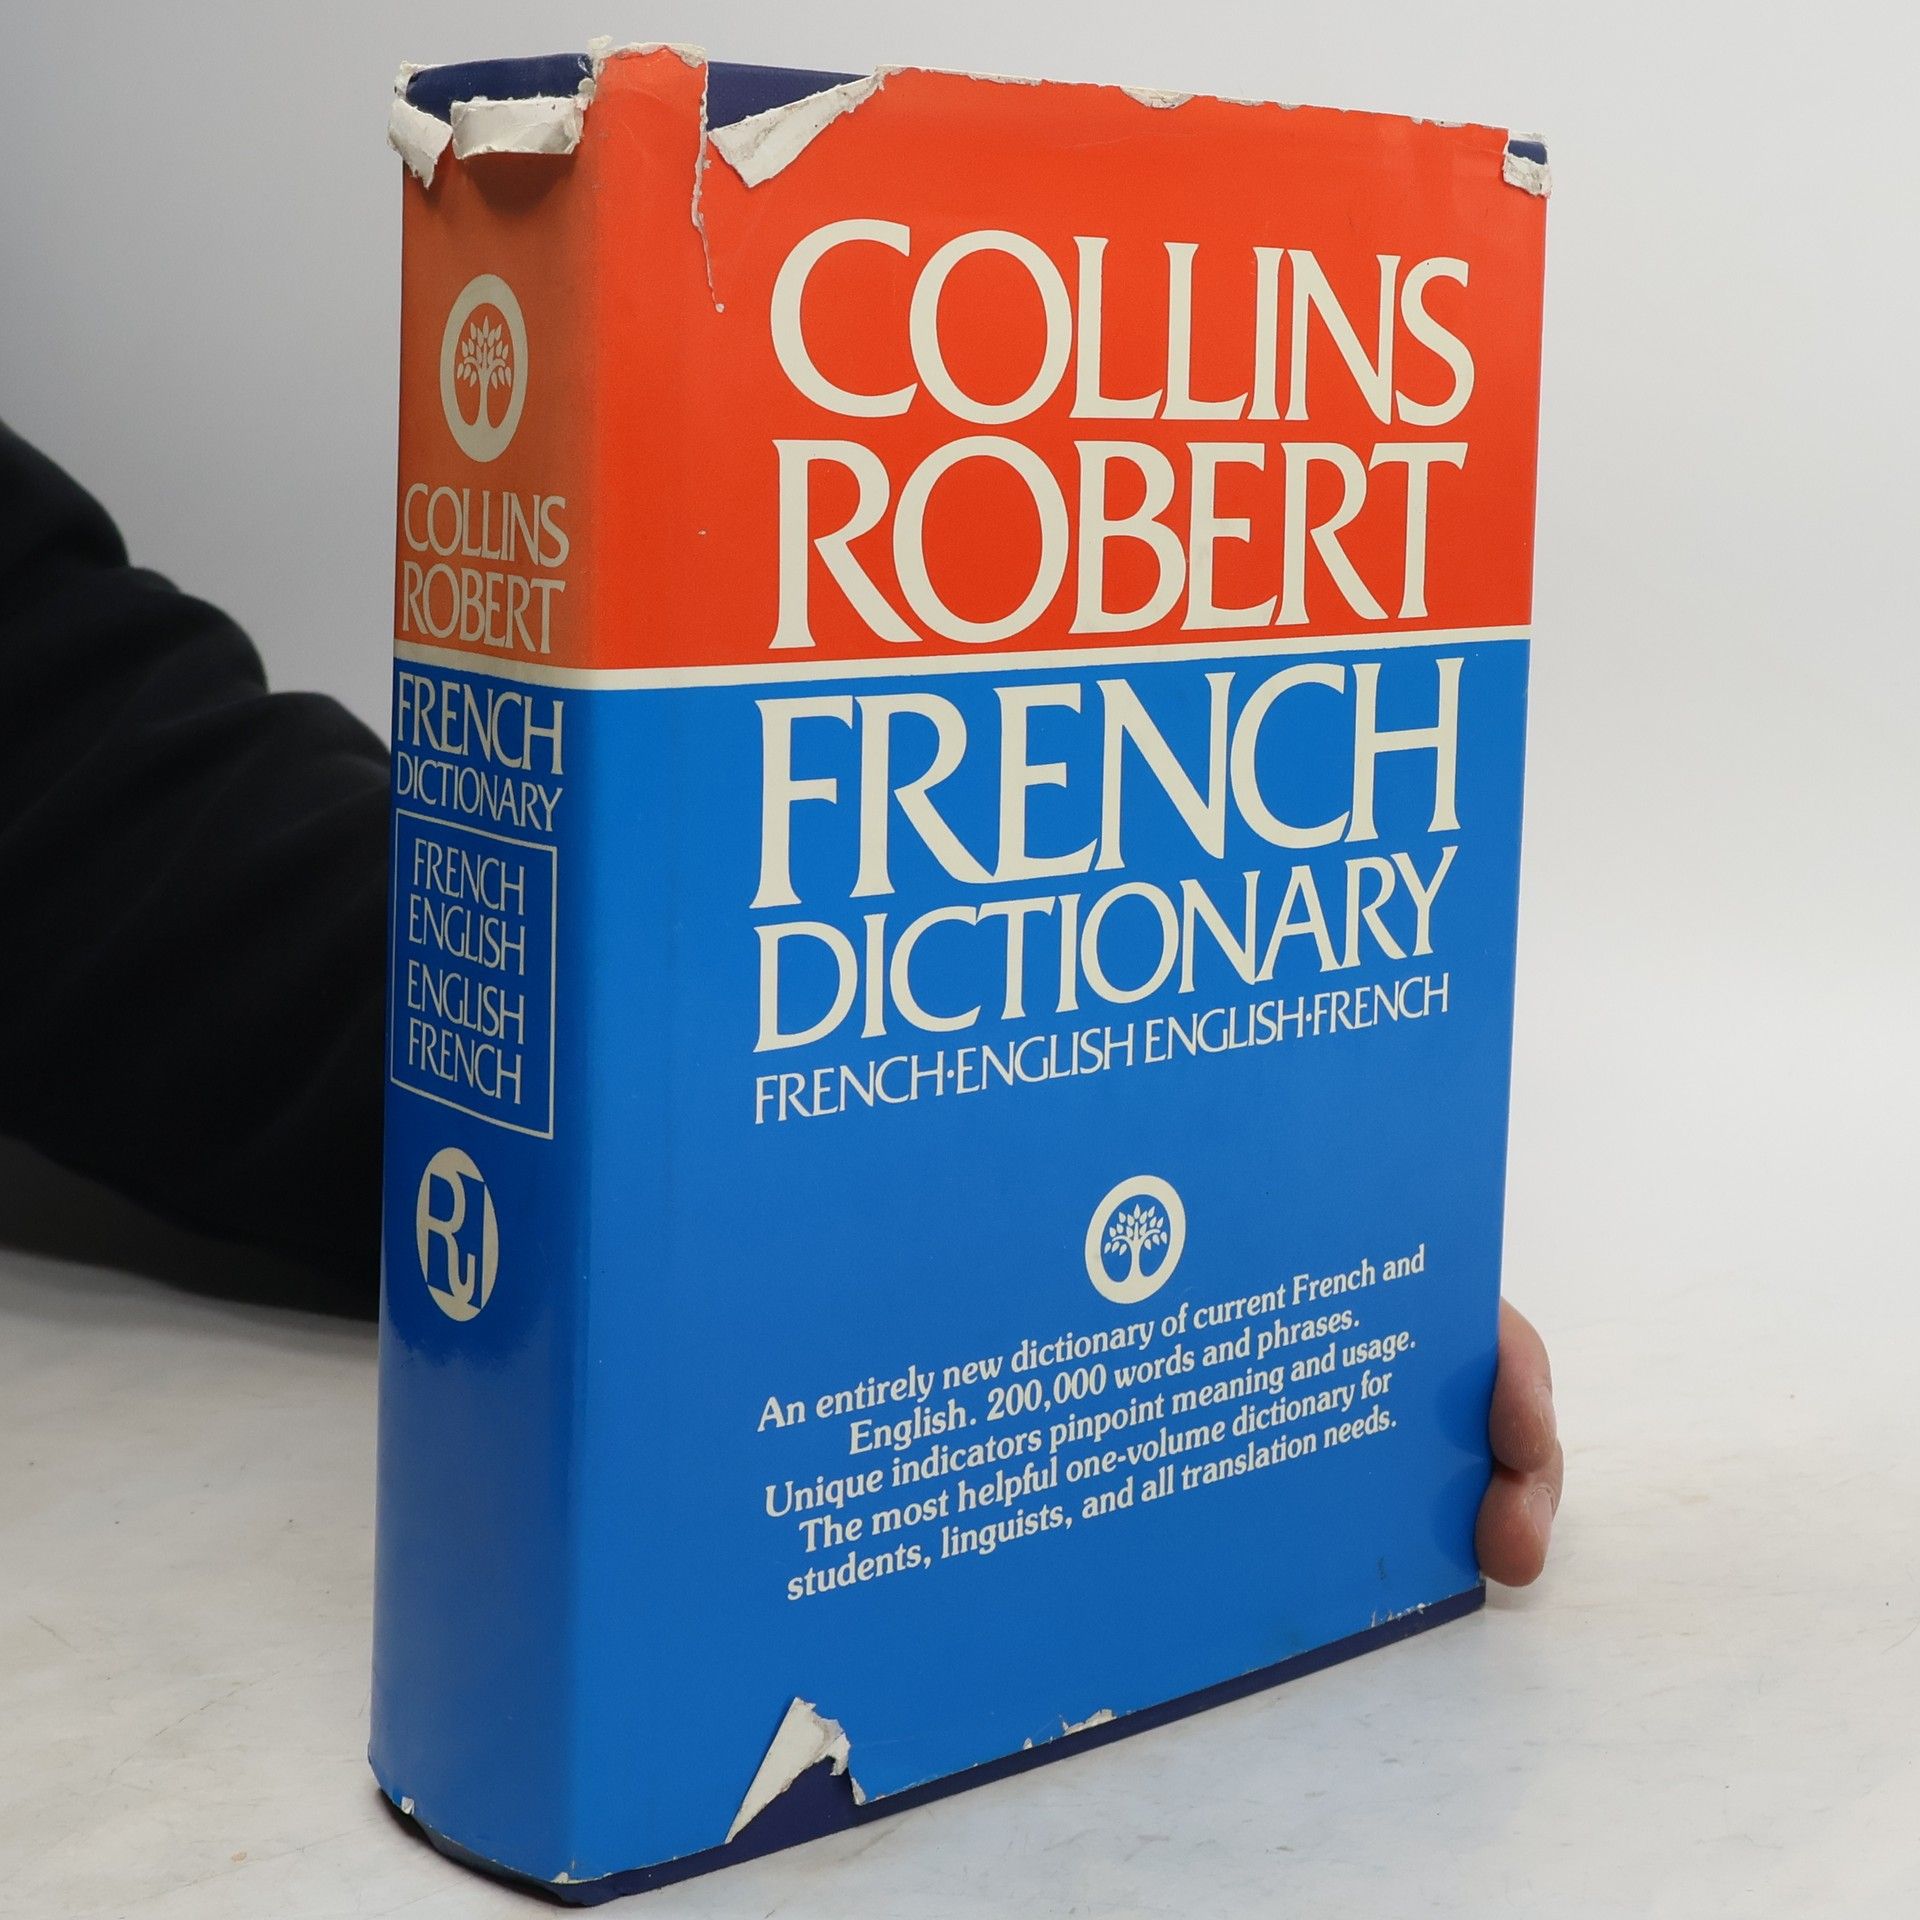 COLLINS
ROBERT
FRENCH
DICTIONARY
FRENCH
ENGLISH
ENGLISH
FRENCH
COLLINS
ROBERT
FRENCH
DICTIONARY
FRENCH·ENGLISH ENGLISH·FRENCH
An entirely new dictionary of current French and
English. 200,000 words and phrases.
Unique indicators pinpoint meaning and usage.
The most helpful one-volume dictionary for
students, linguists, and all translation needs.